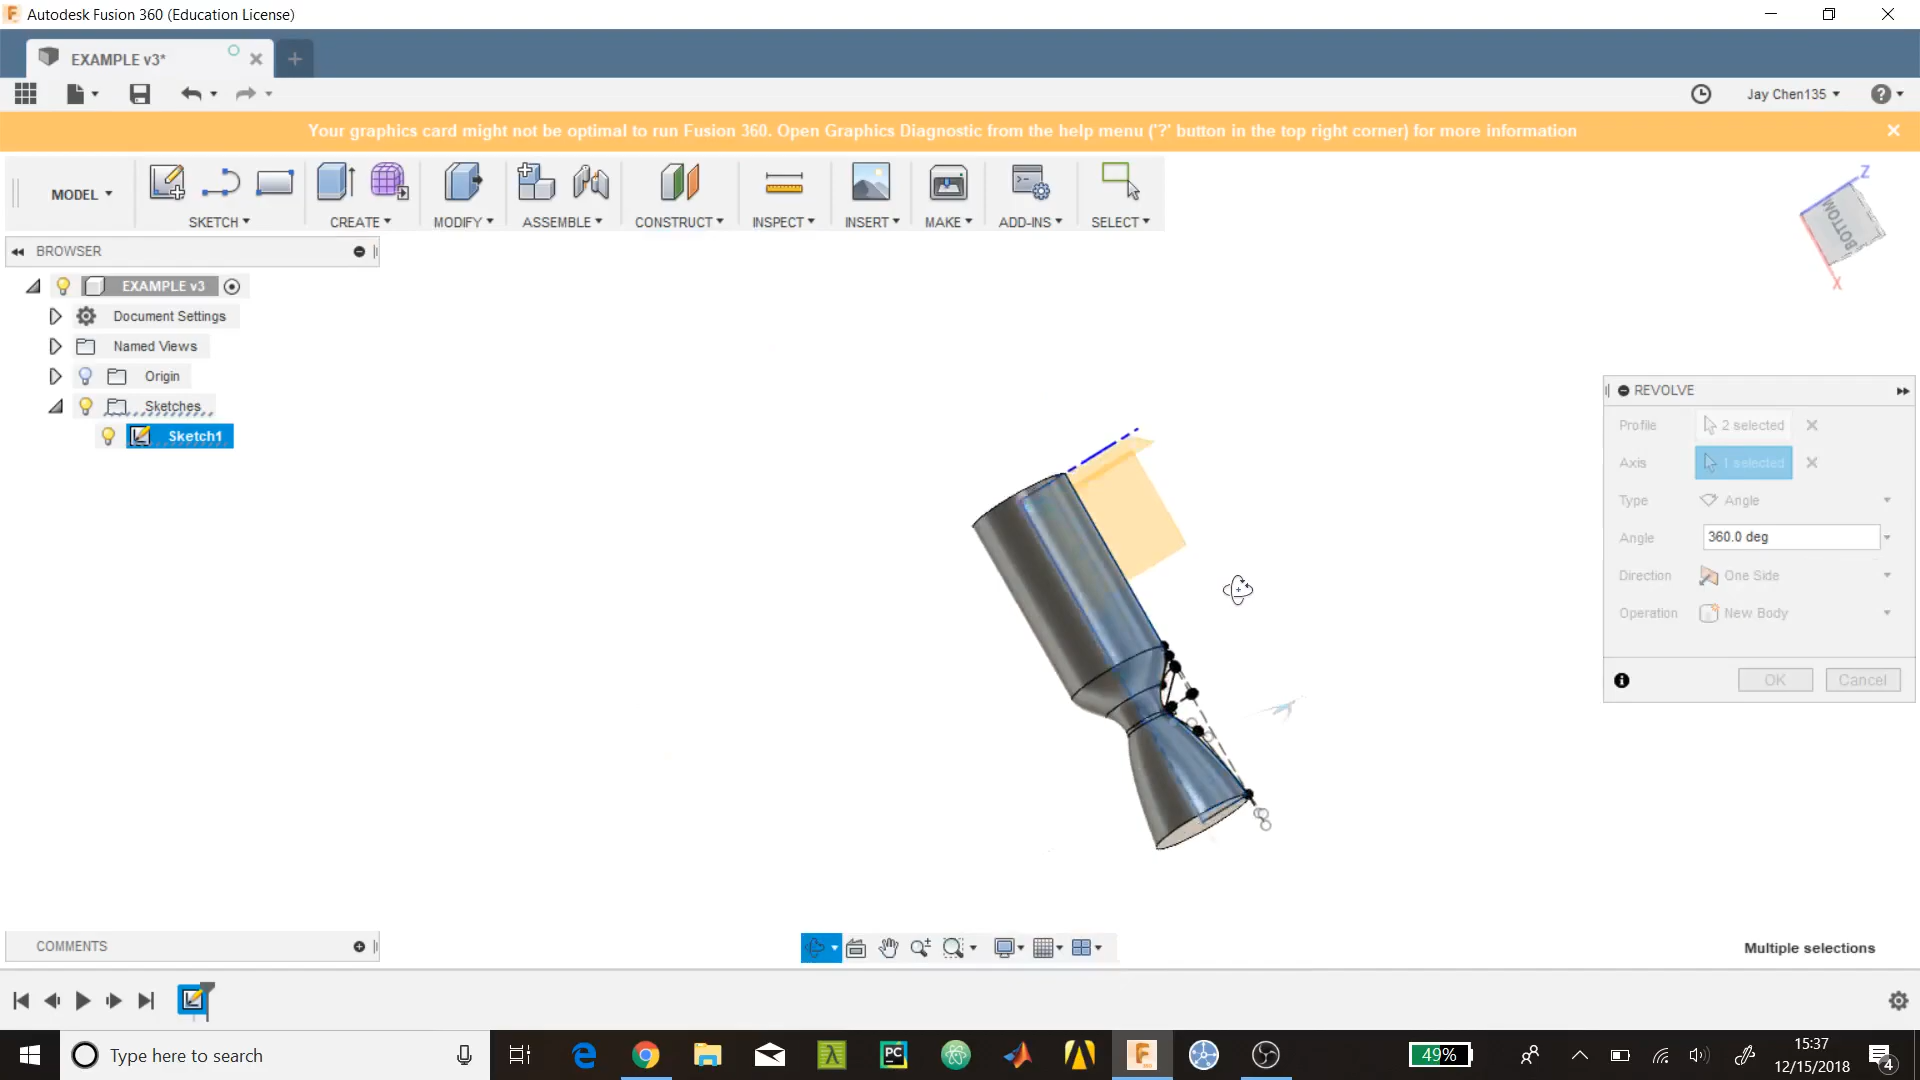 Autodesk Fusion 360 (Education License)
EXAMPLE v3*
Jay Chen135
Your graphics card might not be optimal to run Fusion 360. Open Graphics Diagnostic from the help menu ('?' button in the top right corner) for more information
MODEL
SKETCH
CREATE
MODIFY
ASSEMBLE
CONSTRUCT
INSPECT
INSERT
MAKE
ADD-INS
SELECT
Z
BOTTOM
X
BROWSER
EXAMPLE v3
Document Settings
Named Views
Origin
Sketches
Sketch1
REVOLVE
Profile 2 selected
Axis 1 selected
Type Angle
Angle 360.0 deg
Direction One Side
Operation New Body
OK Cancel
COMMENTS
Multiple selections
Type here to search
PC
49%
15:37
12/15/2018
4